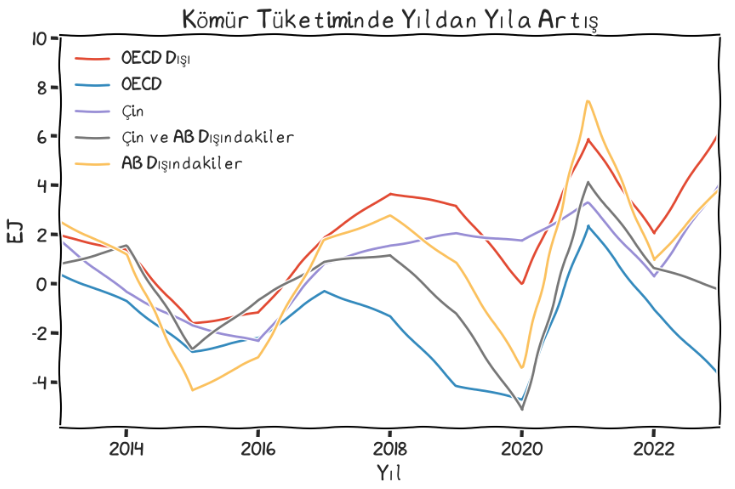 Kömür Tüketiminde Yıldan Yıla Artış
10
8
6
4
2
0
-2
-4
EJ
OECD Dışı
OECD
Çin
Çin ve AB Dışındakiler
AB Dışındakiler
2014 2016 2018 2020 2022
Yıl